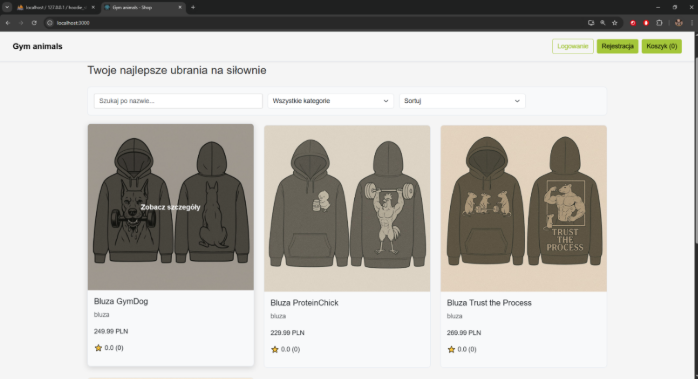 localhost / 127.0.0.1 / hoodie_s
Gym animals - Shop
localhost:3000
Gym animals
Logowanie
Rejestracja
Koszyk (0)
Twoje najlepsze ubrania na siłownie
Szukaj po nazwie...
Wszystkie kategorie
Sortuj
Zobacz szczegóły
TRUST
THE
PROCESS
Bluza GymDog
bluza
249.99 PLN
0.0 (0)
Bluza ProteinChick
bluza
229.99 PLN
0.0 (0)
Bluza Trust the Process
bluza
269.99 PLN
0.0 (0)